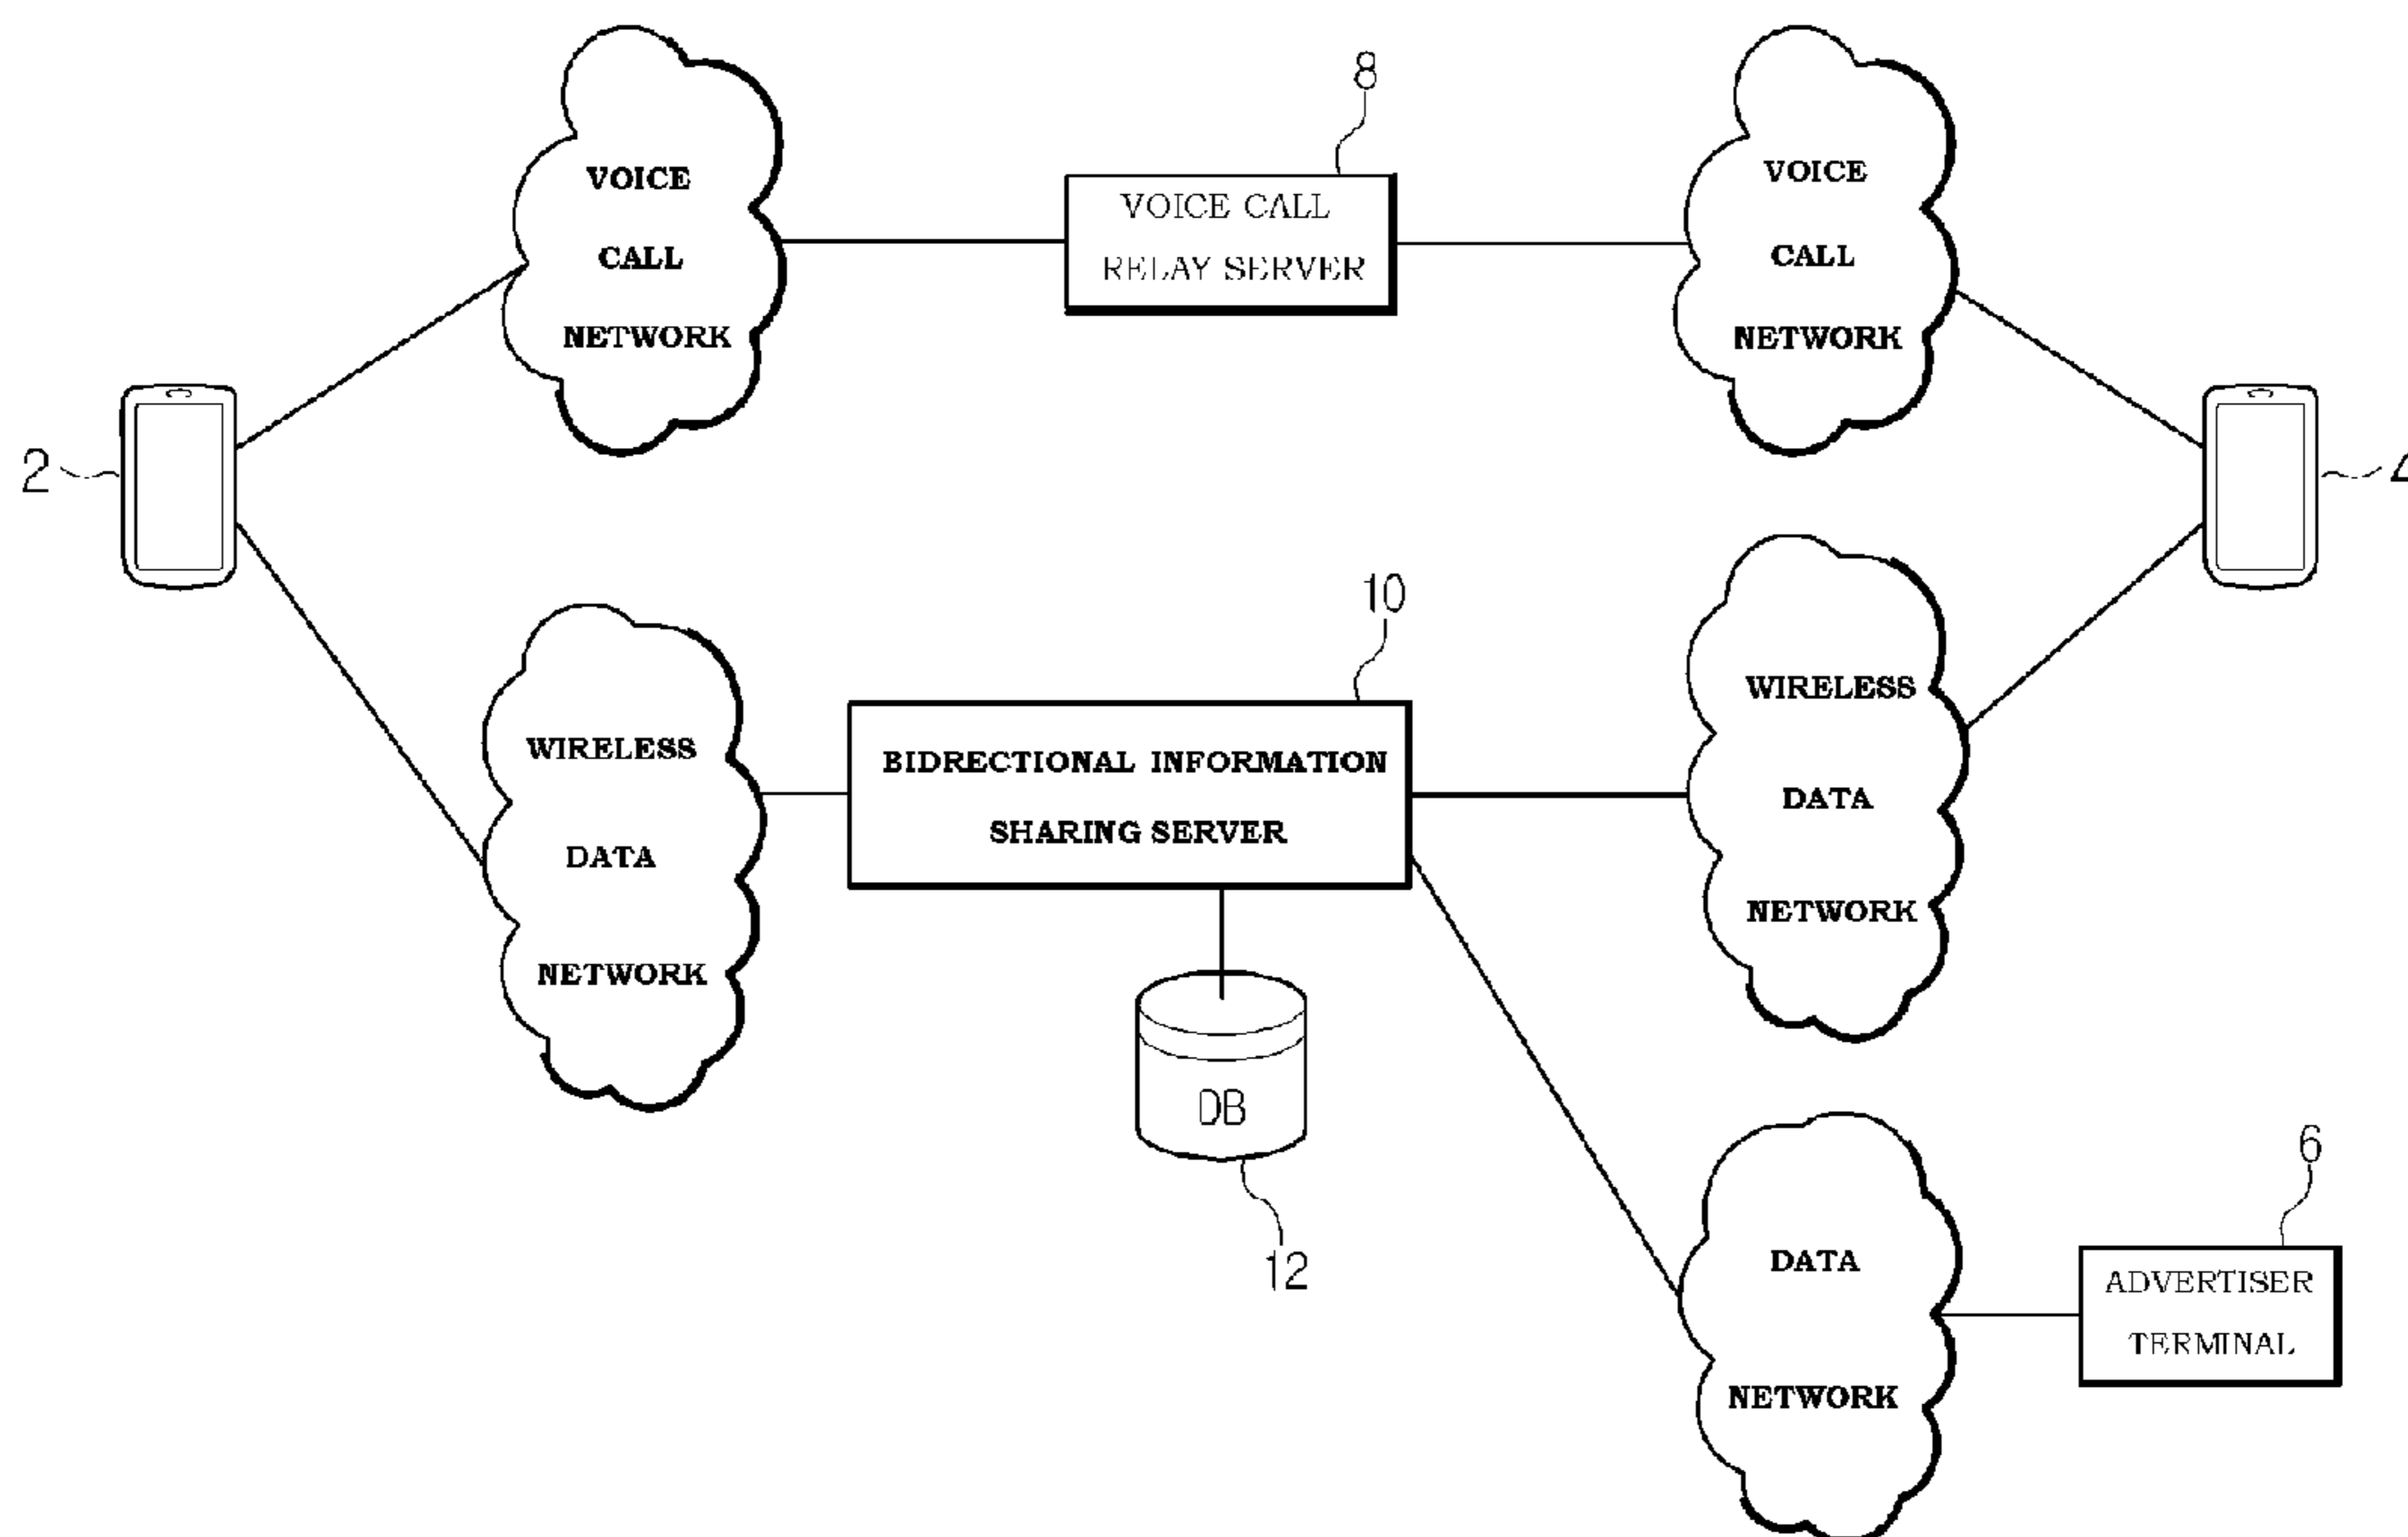 8
VOICE
CALL
NETWORK
VOICE CALL
RELAY SERVER
VOICE
CALL
NETWORK
2
4
10
WIRELESS
DATA
NETWORK
BIDRECTIONAL INFORMATION
SHARING SERVER
WIRELESS
DATA
NETWORK
DB
12
DATA
NETWORK
6
ADVERTISER
TERMINAL